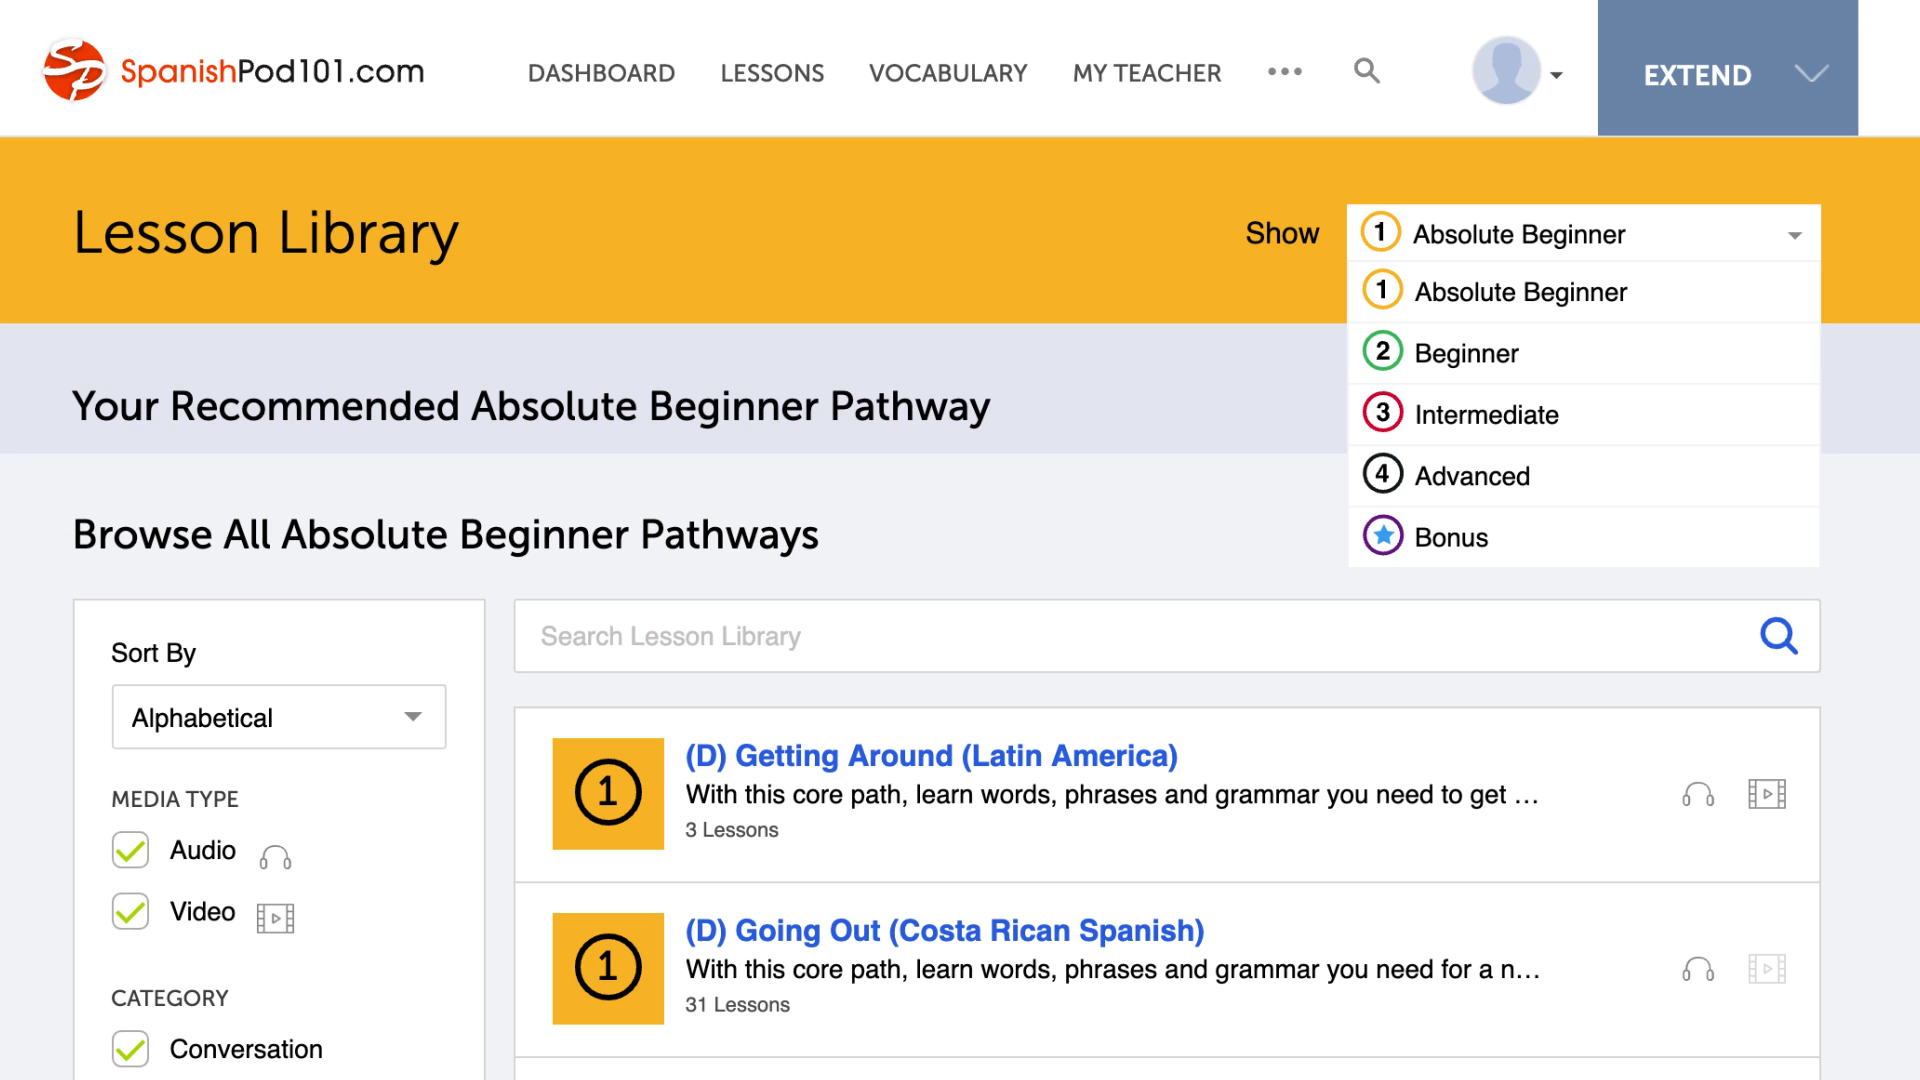 SpanishPod101.com
DASHBOARD
LESSONS
VOCABULARY
MY TEACHER
EXTEND
Lesson Library
Show
1 Absolute Beginner
1 Absolute Beginner
2 Beginner
3 Intermediate
4 Advanced
Bonus
Your Recommended Absolute Beginner Pathway
Browse All Absolute Beginner Pathways
Sort By
Alphabetical
MEDIA TYPE
Audio
Video
CATEGORY
Conversation
Search Lesson Library
1
(D) Getting Around (Latin America)
With this core path, learn words, phrases and grammar you need to get …
3 Lessons
1
(D) Going Out (Costa Rican Spanish)
With this core path, learn words, phrases and grammar you need for a n…
31 Lessons